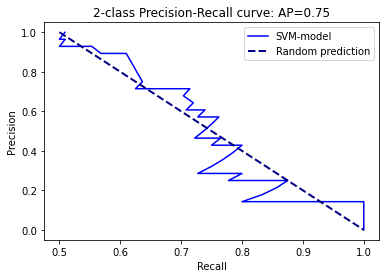 2-class Precision-Recall curve: AP=0.75
SVM-model
Random prediction
Precision
1.0
0.8
0.6
0.4
0.2
0.0
0.5 0.6 0.7 0.8 0.9 1.0
Recall